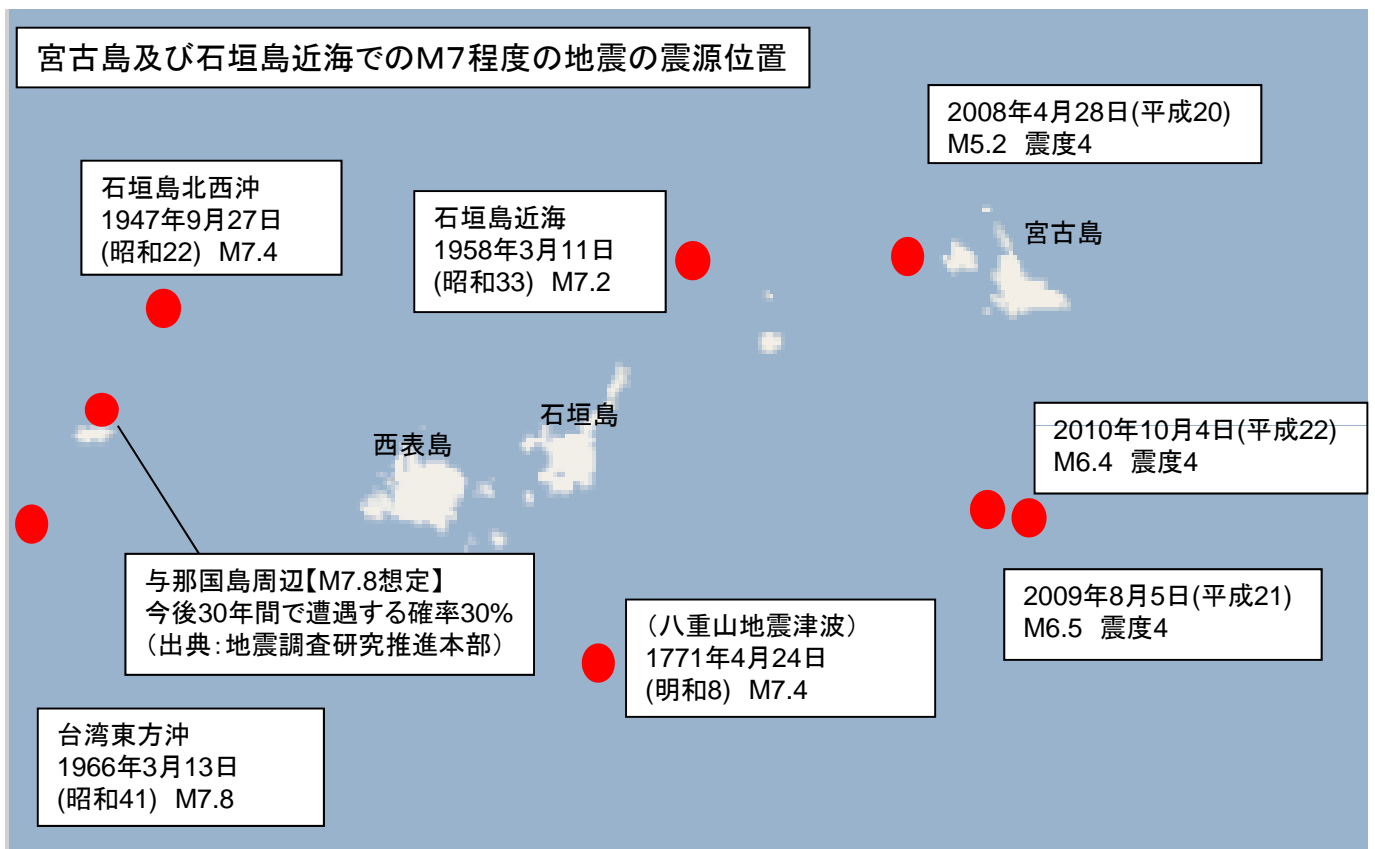 宮古島及び石垣島近海でのM7程度の地震の震源位置
2008年4月28日(平成20)
M5.2 震度4
石垣島北西沖
1947年9月27日
(昭和22) M7.4
石垣島近海
1958年3月11日
(昭和33) M7.2
宮古島
石垣島
西表島
2010年10月4日(平成22)
M6.4 震度4
与那国島周辺【M7.8想定】
今後30年間で遭遇する確率30%
（出典：地震調査研究推進本部）
2009年8月5日(平成21)
M6.5 震度4
（八重山地震津波）
1771年4月24日
(明和8) M7.4
台湾東方沖
1966年3月13日
(昭和41) M7.8